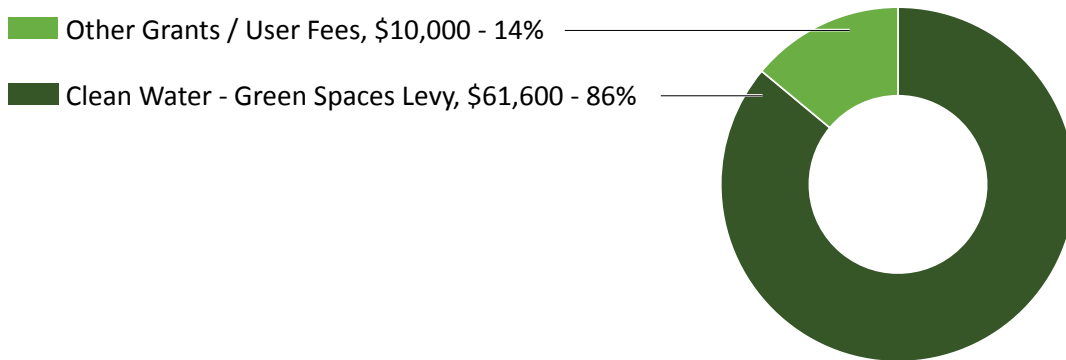 Other Grants / User Fees, $10,000 - 14%
Clean Water - Green Spaces Levy, $61,600 - 86%